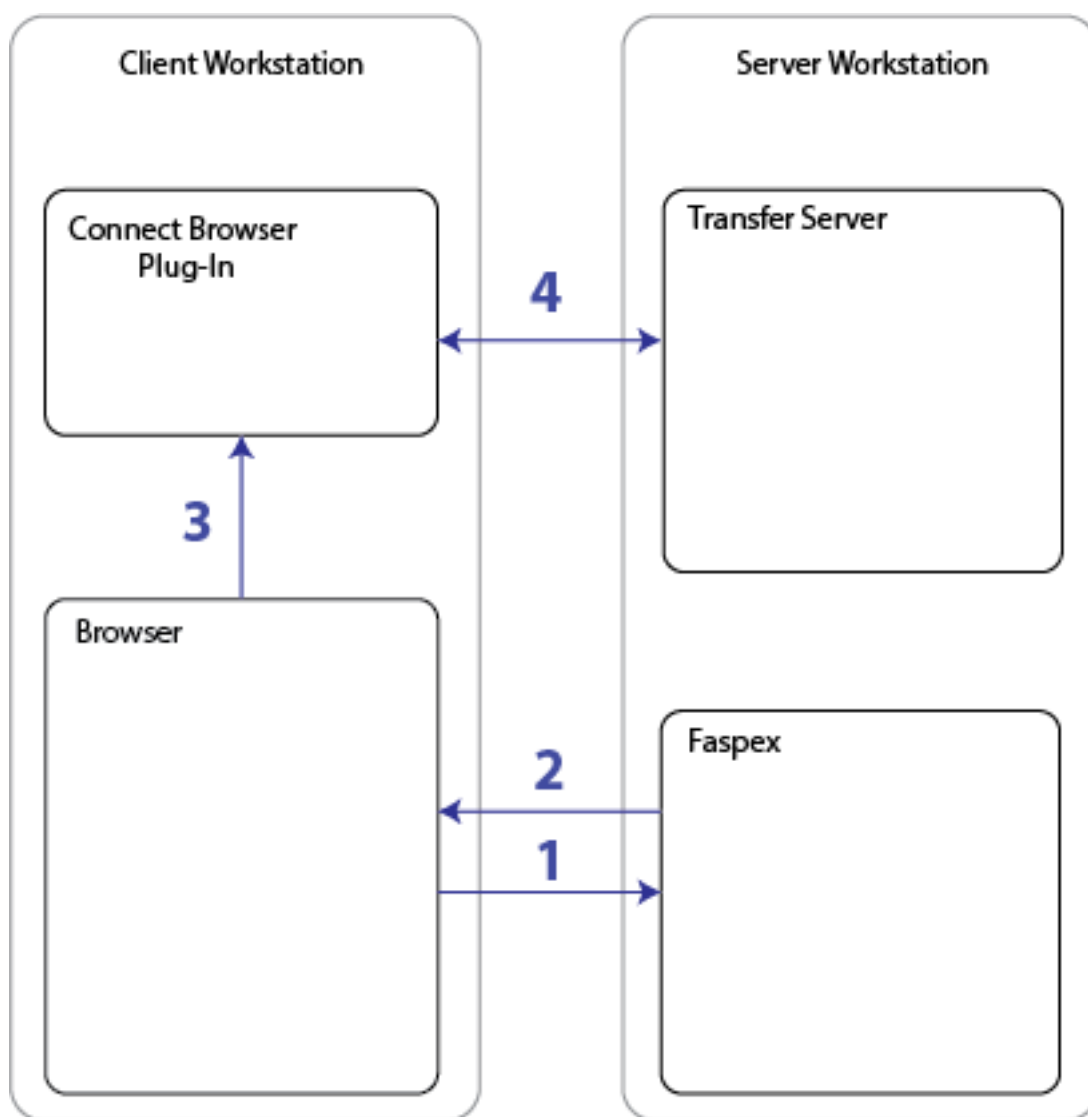 Client Workstation
Server Workstation
Connect Browser
Plug-In
Transfer Server
4
3
Browser
Faspex
2
1